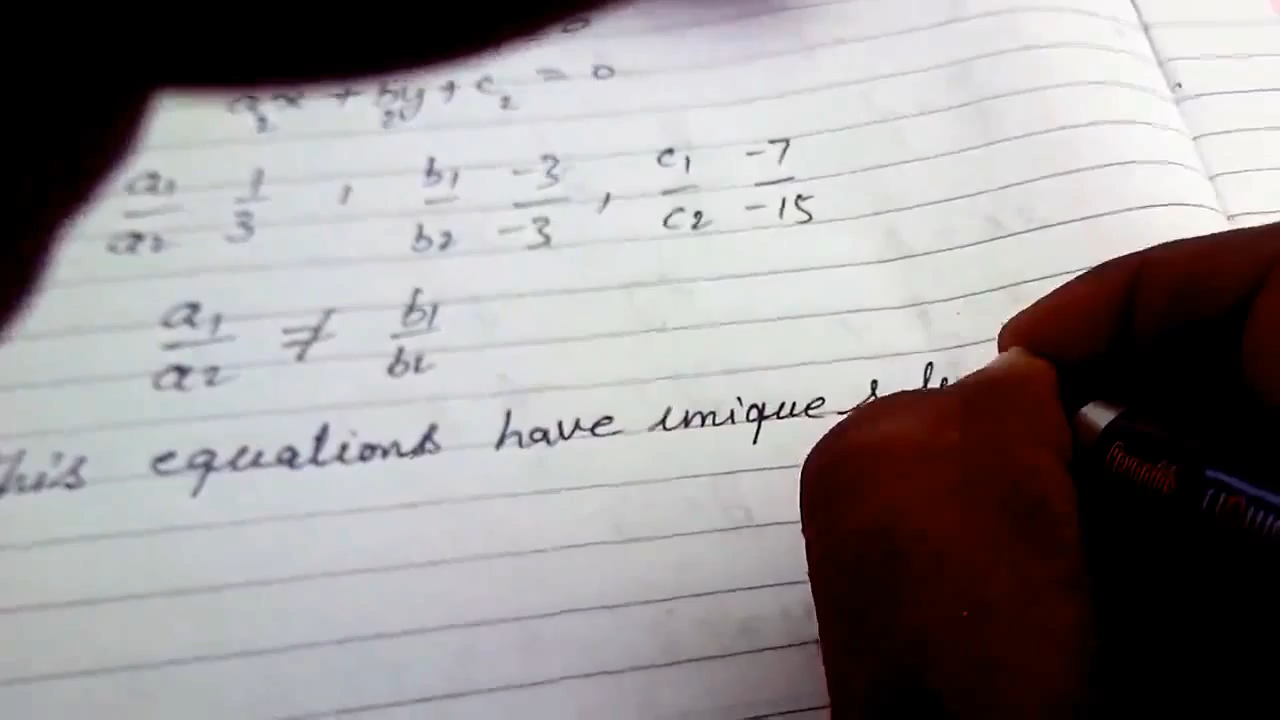 0
a₂x + b₂y + c₂ = 0
a₁/a₂ 1/3 , b₁/b₂ -3/-3 , c₁/c₂ -7/-15
a₁/a₂ ≠ b₁/b₂
This equations have unique